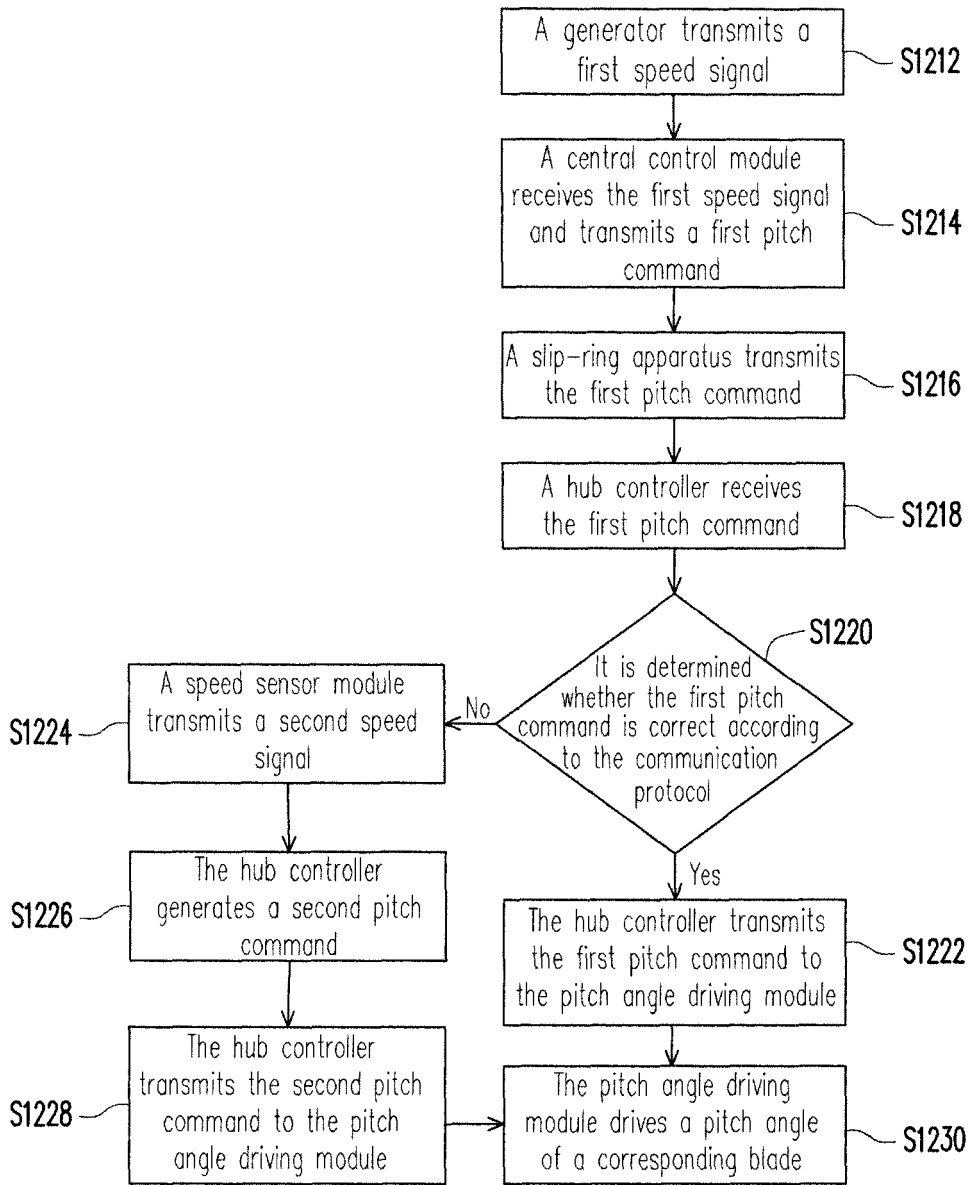 A generator transmits a
first speed signal
S1212
A central control module
receives the first speed signal
and transmits a first pitch
command
S1214
A slip-ring apparatus transmits
the first pitch command
S1216
A hub controller receives
the first pitch command
S1218
S1220
It is determined
whether the first pitch
command is correct according
to the communication
protocol
No
Yes
A speed sensor module
transmits a second speed
signal
S1224
The hub controller
generates a second pitch
command
S1226
The hub controller transmits
the first pitch command to
the pitch angle driving module
S1222
The hub controller
transmits the second pitch
command to the pitch
angle driving module
S1228
The pitch angle driving
module drives a pitch angle
of a corresponding blade
S1230